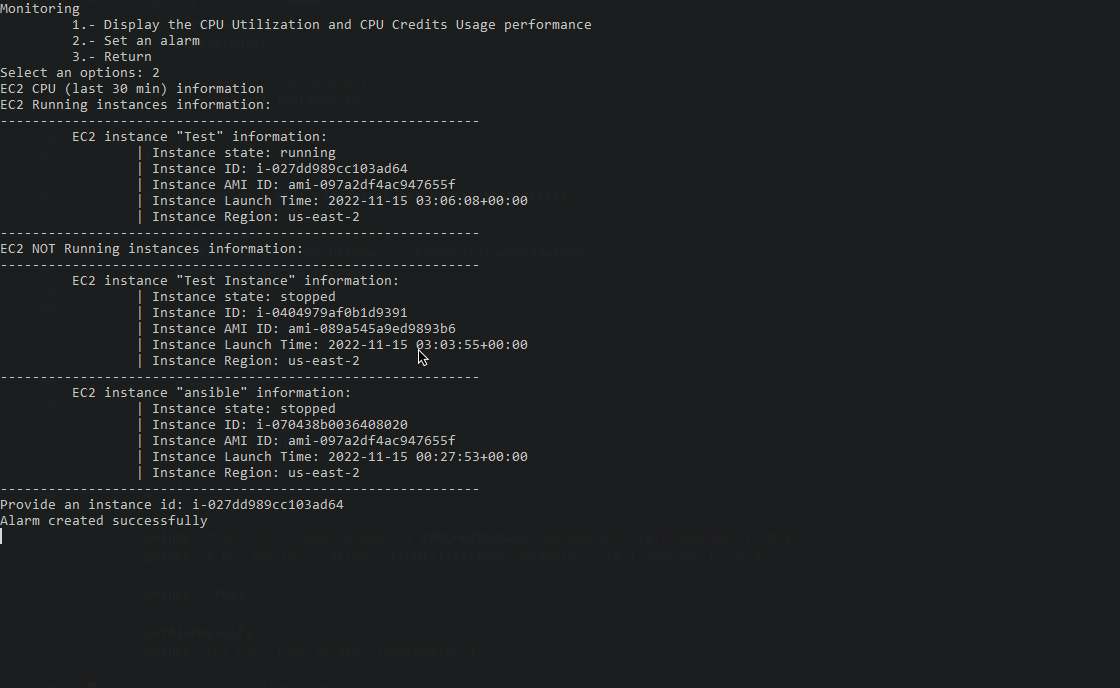 Monitoring
1.- Display the CPU Utilization and CPU Credits Usage performance
2.- Set an alarm
3.- Return
Select an options: 2
EC2 CPU (last 30 min) information
EC2 Running instances information:
------------------------------------------------------------
EC2 instance "Test" information:
| Instance state: running
| Instance ID: i-027dd989cc103ad64
| Instance AMI ID: ami-097a2df4ac947655f
| Instance Launch Time: 2022-11-15 03:06:08+00:00
| Instance Region: us-east-2
------------------------------------------------------------
EC2 NOT Running instances information:
------------------------------------------------------------
EC2 instance "Test Instance" information:
| Instance state: stopped
| Instance ID: i-0404979af0b1d9391
| Instance AMI ID: ami-089a545a9ed9893b6
| Instance Launch Time: 2022-11-15 03:03:55+00:00
| Instance Region: us-east-2
------------------------------------------------------------
EC2 instance "ansible" information:
| Instance state: stopped
| Instance ID: i-070438b0036408020
| Instance AMI ID: ami-097a2df4ac947655f
| Instance Launch Time: 2022-11-15 00:27:53+00:00
| Instance Region: us-east-2
------------------------------------------------------------
Provide an instance id: i-027dd989cc103ad64
Alarm created successfully